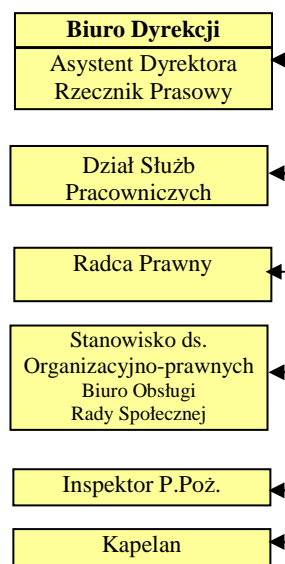 Biuro Dyrekcji
Asystent Dyrektora
Rzecznik Prasowy
Dział Służb
Pracowniczych
Radca Prawny
Stanowisko ds.
Organizacyjno-prawnych
Biuro Obsługi
Rady Społecznej
Inspektor P.Poż.
Kapelan